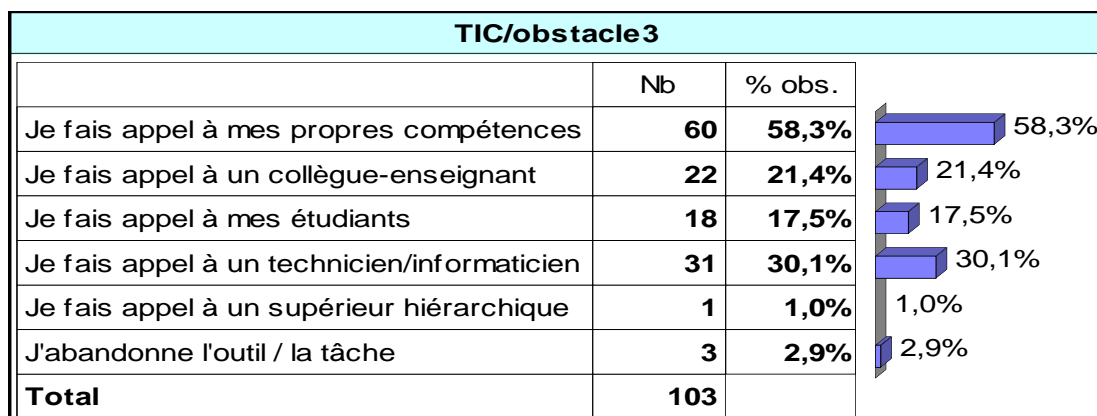 TIC/obstacle3
Nb % obs.
Je fais appel à mes propres compétences 60 58,3% 58,3%
Je fais appel à un collègue-enseignant 22 21,4% 21,4%
Je fais appel à mes étudiants 18 17,5% 17,5%
Je fais appel à un technicien/informaticien 31 30,1% 30,1%
Je fais appel à un supérieur hiérarchique 1 1,0% 1,0%
J'abandonne l'outil / la tâche 3 2,9% 2,9%
Total 103